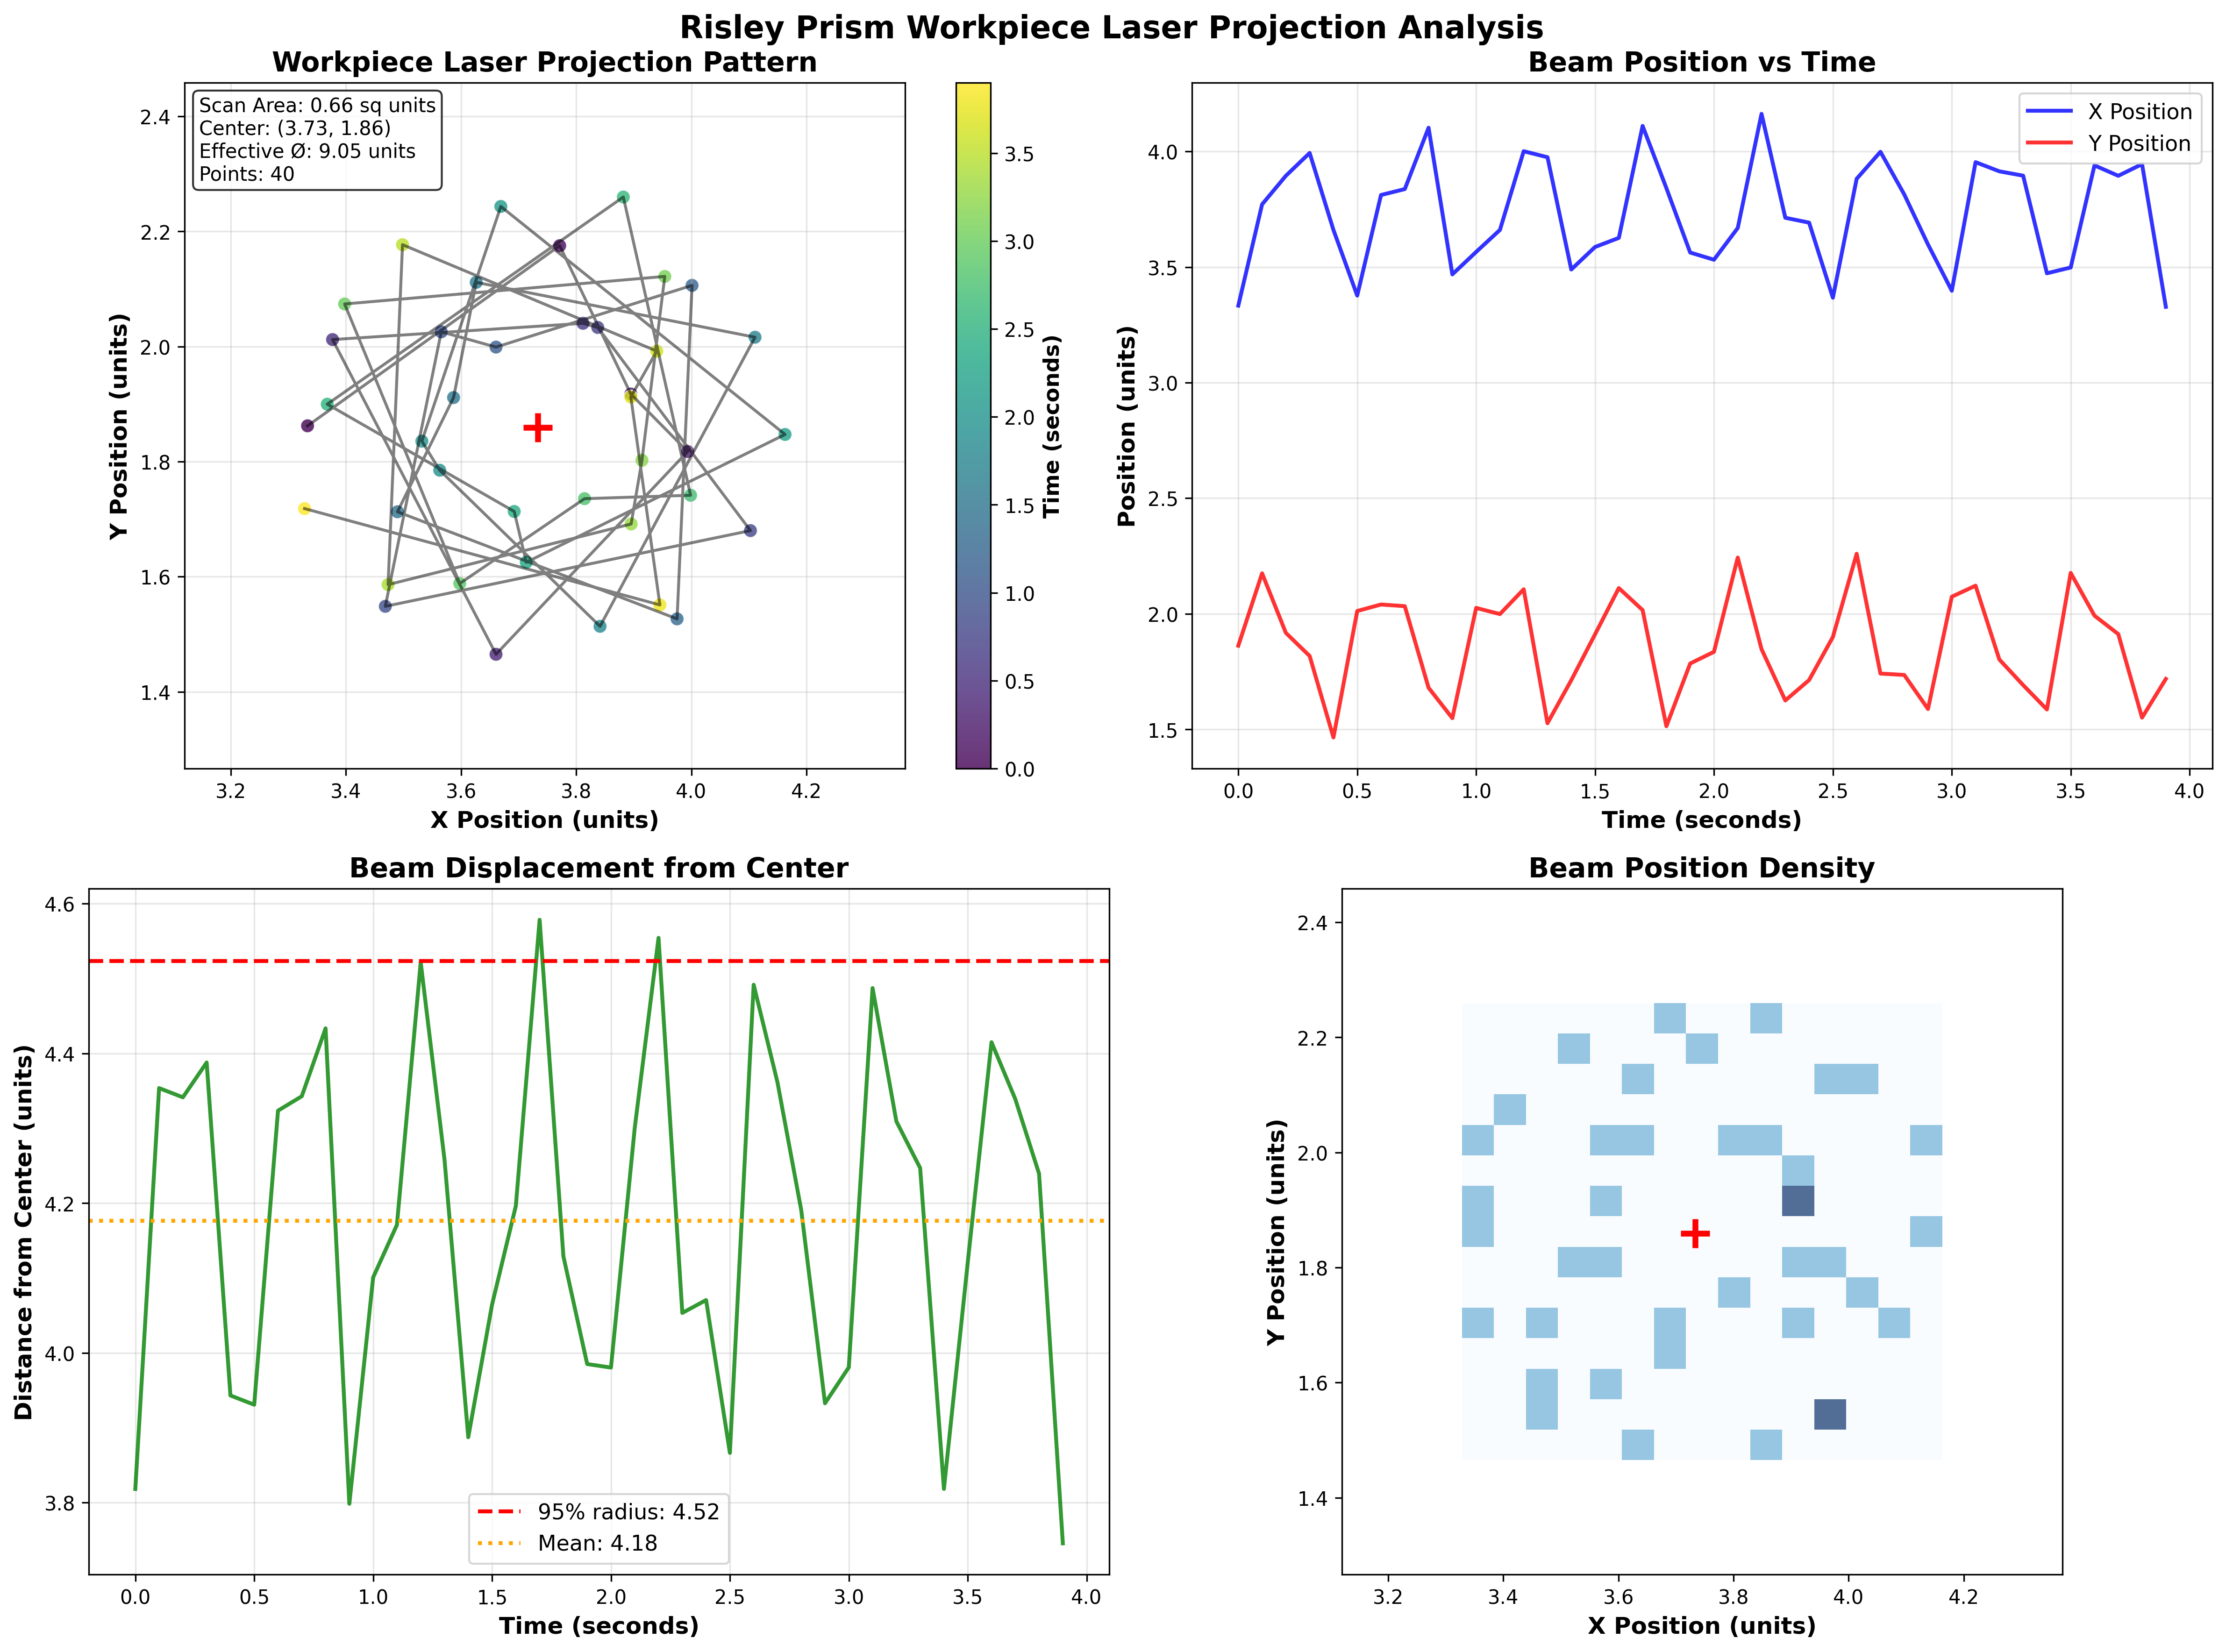 Risley Prism Workpiece Laser Projection Analysis
Workpiece Laser Projection Pattern
Scan Area: 0.66 sq units
Center: (3.73, 1.86)
Effective Ø: 9.05 units
Points: 40
2.4
2.2
2.0
1.8
1.6
1.4
Y Position (units)
3.2 3.4 3.6 3.8 4.0 4.2
X Position (units)
3.5
3.0
2.5
2.0
1.5
1.0
0.5
0.0
Time (seconds)
Beam Position vs Time
X Position
Y Position
4.0
3.5
3.0
2.5
2.0
1.5
Position (units)
0.0 0.5 1.0 1.5 2.0 2.5 3.0 3.5 4.0
Time (seconds)
Beam Displacement from Center
4.6
4.4
4.2
4.0
3.8
Distance from Center (units)
95% radius: 4.52
Mean: 4.18
0.0 0.5 1.0 1.5 2.0 2.5 3.0 3.5 4.0
Time (seconds)
Beam Position Density
2.4
2.2
2.0
1.8
1.6
1.4
Y Position (units)
3.2 3.4 3.6 3.8 4.0 4.2
X Position (units)